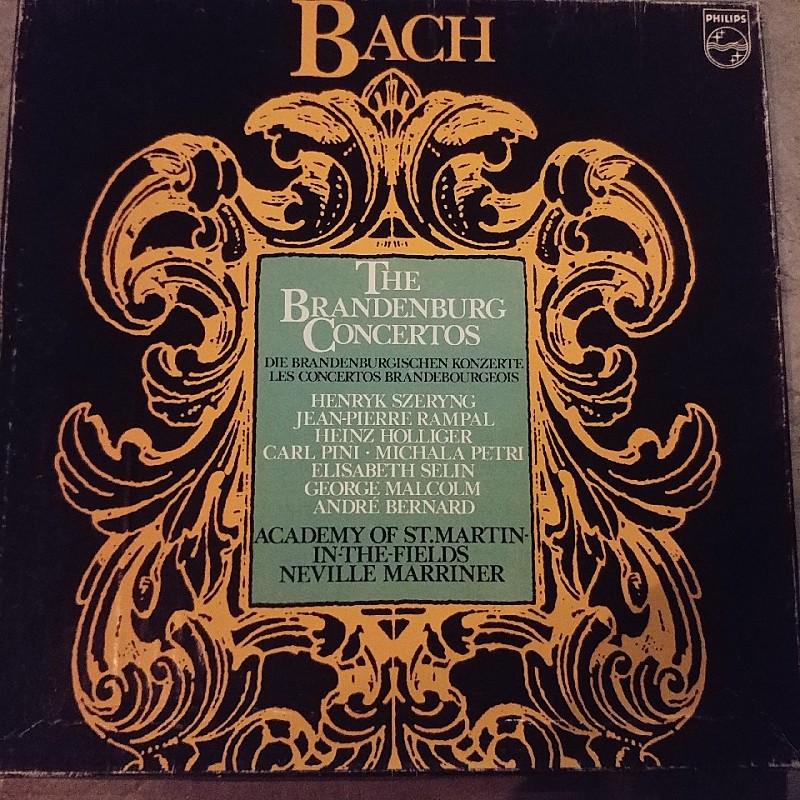 BACH
PHILIPS
THE
BRANDENBURG
CONCERTOS
DIE BRANDENBURGISCHEN KONZERTE
LES CONCERTOS BRANDEBOURGEOIS
HENRYK SZERYNG
JEAN-PIERRE RAMPAL
HEINZ HOLLIGER
CARL PINI · MICHALA PETRI
ELISABETH SELIN
GEORGE MALCOLM
ANDRÉ BERNARD
ACADEMY OF ST.MARTIN-
IN-THE-FIELDS
NEVILLE MARRINER